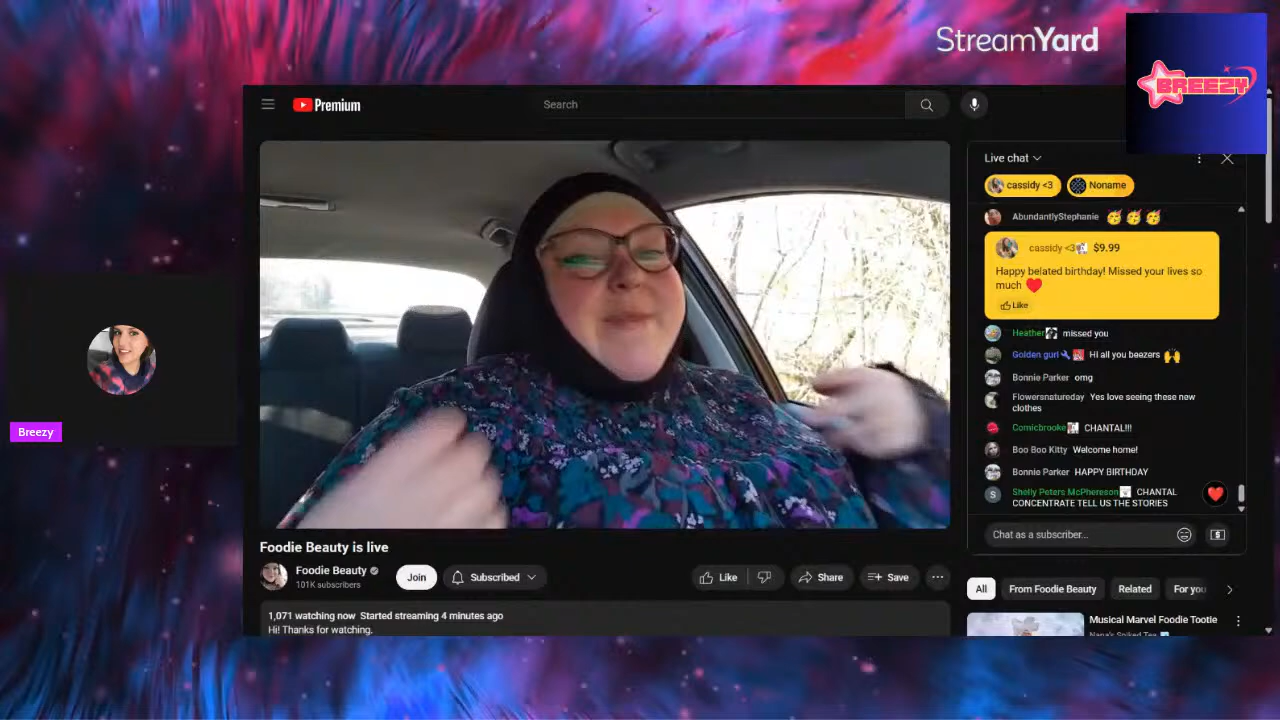 StreamYard
BREEZY
Premium
Search
Live chat
cassidy <3
Noname
AbundantlyStephanie
cassidy <3 $9.99
Happy belated birthday! Missed your lives so
much
Like
Heather missed you
Golden gurl Hi all you beezers
Bonnie Parker omg
Flowersnatureday Yes love seeing these new
clothes
Comicbrooke CHANTAL!!!
Boo Boo Kitty Welcome home!
Bonnie Parker HAPPY BIRTHDAY
S Shelly Peters McPhereson CHANTAL
CONCENTRATE TELL US THE STORIES
Chat as a subscriber...
Breezy
Foodie Beauty is live
Foodie Beauty
101K subscribers
Join
Subscribed
Like
Share
Save
1,071 watching now Started streaming 4 minutes ago
Hi! Thanks for watching.
All
From Foodie Beauty
Related
For you
Musical Marvel Foodie Tootie